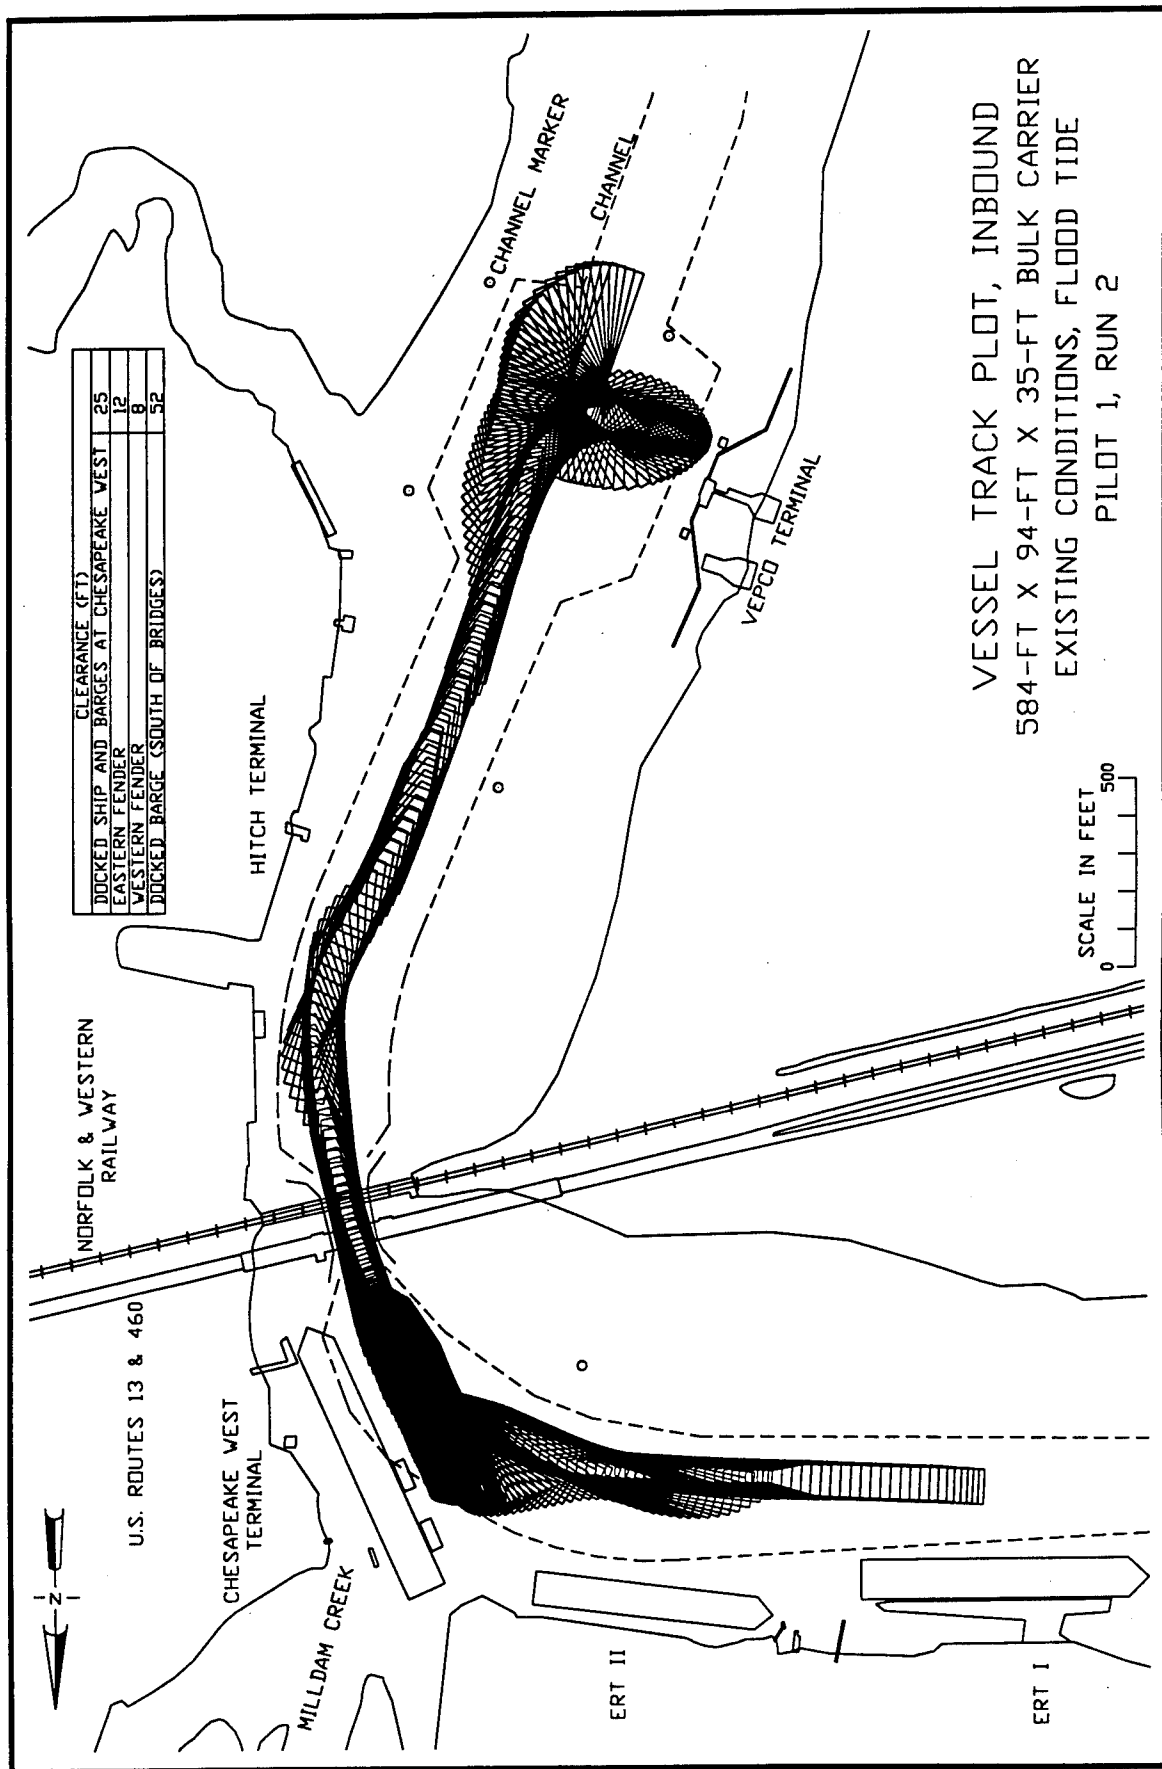 CLEARANCE (FT)
DOCKED SHIP AND BARGES AT CHESAPEAKE WEST 25
EASTERN FENDER 12
WESTERN FENDER 8
DOCKED BARGE (SOUTH OF BRIDGES) 52
N
U.S. ROUTES 13 & 460
NORFOLK & WESTERN
RAILWAY
HITCH TERMINAL
CHESAPEAKE WEST
TERMINAL
MILLDAM CREEK
CHANNEL MARKER
CHANNEL
VEPCO TERMINAL
ERT II
ERT I
SCALE IN FEET
0 500
VESSEL TRACK PLOT, INBOUND
584-FT X 94-FT X 35-FT BULK CARRIER
EXISTING CONDITIONS, FLOOD TIDE
PILOT 1, RUN 2